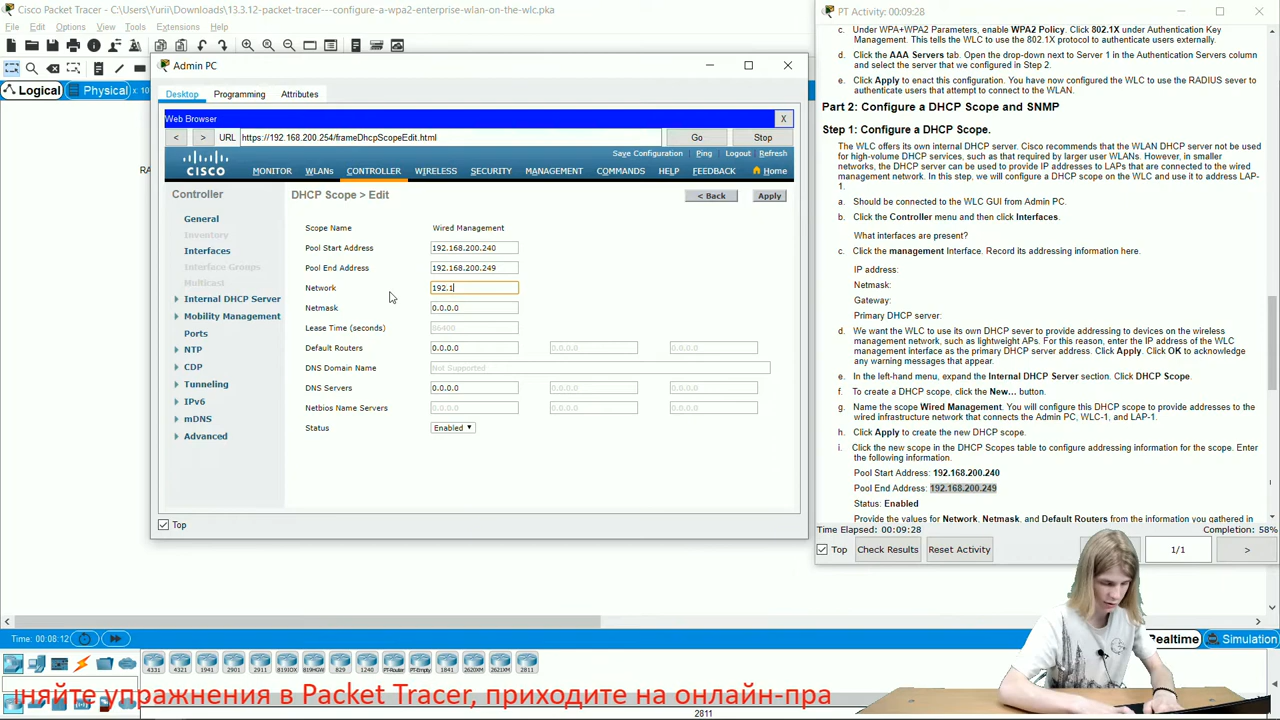 Cisco Packet Tracer - C:\Users\Yurii\Downloads\13.3.12-packet-tracer---configure-a-wpa2-enterprise-wlan-on-the-wlc.pka
File Edit Options View Tools Extensions Help
Logical Physical
Admin PC
Desktop Programming Attributes
Web Browser X
< > URL https://192.168.200.254/frameDhcpScopeEdit.html Go Stop
Save Configuration Ping Logout Refresh
CISCO MONITOR WLANs CONTROLLER WIRELESS SECURITY MANAGEMENT COMMANDS HELP FEEDBACK Home
Controller
General
Inventory
Interfaces
Interface Groups
Multicast
Internal DHCP Server
Mobility Management
Ports
NTP
CDP
Tunneling
IPv6
mDNS
Advanced
DHCP Scope > Edit < Back Apply
Scope Name Wired Management
Pool Start Address 192.168.200.240
Pool End Address 192.168.200.249
Network 192.1
Netmask 0.0.0.0
Lease Time (seconds) 86400
Default Routers 0.0.0.0 0.0.0.0 0.0.0.0
DNS Domain Name Not Supported
DNS Servers 0.0.0.0 0.0.0.0 0.0.0.0
Netbios Name Servers 0.0.0.0 0.0.0.0 0.0.0.0
Status Enabled
Top
PT Activity: 00:09:28
c. Under WPA+WPA2 Parameters, enable WPA2 Policy. Click 802.1X under Authentication Key
Management. This tells the WLC to use the 802.1X protocol to authenticate users externally.
d. Click the AAA Servers tab. Open the drop-down next to Server 1 in the Authentication Servers column
and select the server that we configured in Step 2.
e. Click Apply to enact this configuration. You have now configured the WLC to use the RADIUS sever to
authenticate users that attempt to connect to the WLAN.
Part 2: Configure a DHCP Scope and SNMP
Step 1: Configure a DHCP Scope.
The WLC offers its own internal DHCP server. Cisco recommends that the WLAN DHCP server not be used
for high-volume DHCP services, such as that required by larger user WLANs. However, in smaller
networks, the DHCP server can be used to provide IP addresses to LAPs that are connected to the wired
management network. In this step, we will configure a DHCP scope on the WLC and use it to address LAP-
1.
a. Should be connected to the WLC GUI from Admin PC.
b. Click the Controller menu and then click Interfaces.
What interfaces are present?
c. Click the management Interface. Record its addressing information here.
IP address:
Netmask:
Gateway:
Primary DHCP server:
d. We want the WLC to use its own DHCP sever to provide addressing to devices on the wireless
management network, such as lightweight APs. For this reason, enter the IP address of the WLC
management interface as the primary DHCP server address. Click Apply. Click OK to acknowledge
any warning messages that appear.
e. In the left-hand menu, expand the Internal DHCP Server section. Click DHCP Scope.
f. To create a DHCP scope, click the New... button.
g. Name the scope Wired Management. You will configure this DHCP scope to provide addresses to the
wired infrastructure network that connects the Admin PC, WLC-1, and LAP-1.
h. Click Apply to create the new DHCP scope.
i. Click the new scope in the DHCP Scopes table to configure addressing information for the scope. Enter
the following information.
Pool Start Address: 192.168.200.240
Pool End Address: 192.168.200.249
Status: Enabled
Provide the values for Network, Netmask, and Default Routers from the information you gathered in
Time Elapsed: 00:09:28 Completion: 58%
Top Check Results Reset Activity 1/1 >
Time: 00:08:12 Realtime Simulation
4331 4321 1941 2901 2911 819IOX 819HGW 829 1240 PT-Router PT-Empty 1841 2620XM 2621XM 2811
няйте упражнения в Packet Tracer, приходите на онлайн-пра
2811